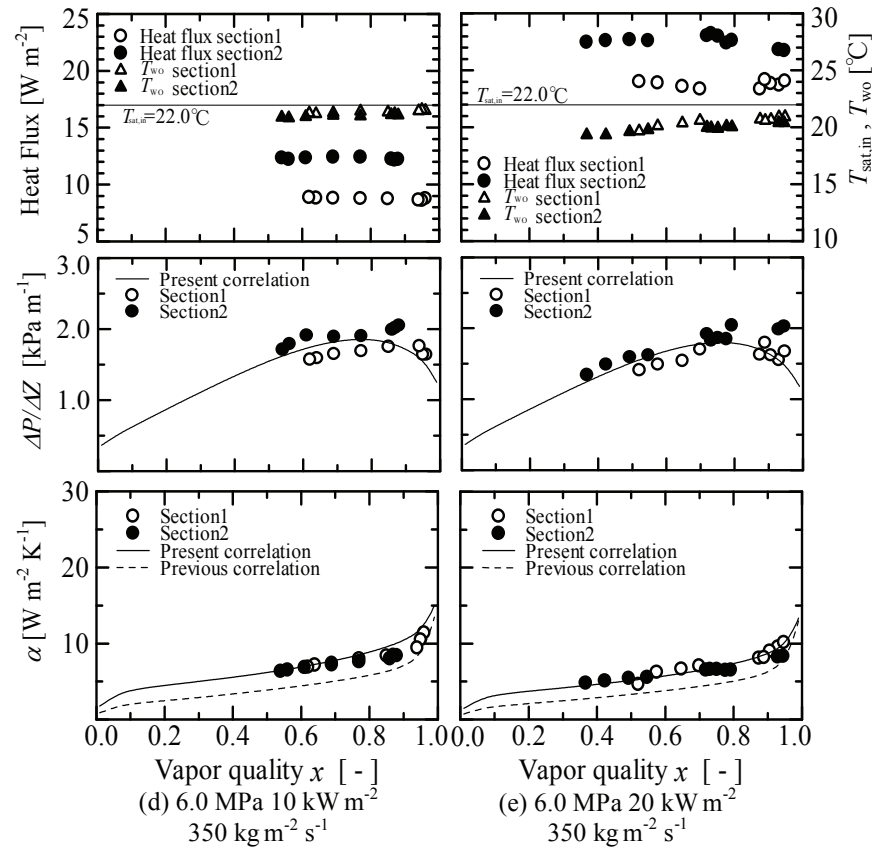 Heat Flux [W m-2]
25
20
15
10
5
Heat flux section1
Heat flux section2
Two section1
Two section2
Tsat,in=22.0℃
Tsat,in=22.0℃
Heat flux section1
Heat flux section2
Two section1
Two section2
30
25
20
15
10
Tsat,in , Two [℃]
ΔP/ΔZ [kPa m-1]
3.0
2.0
1.0
Present correlation
Section1
Section2
Present correlation
Section1
Section2
α [W m-2 K-1]
30
20
10
Section1
Section2
Present correlation
Previous correlation
Section1
Section2
Present correlation
Previous correlation
0.0 0.2 0.4 0.6 0.8 1.0
0.0 0.2 0.4 0.6 0.8 1.0
Vapor quality x [ - ]
Vapor quality x [ - ]
(d) 6.0 MPa 10 kW m-2
350 kg m-2 s-1
(e) 6.0 MPa 20 kW m-2
350 kg m-2 s-1